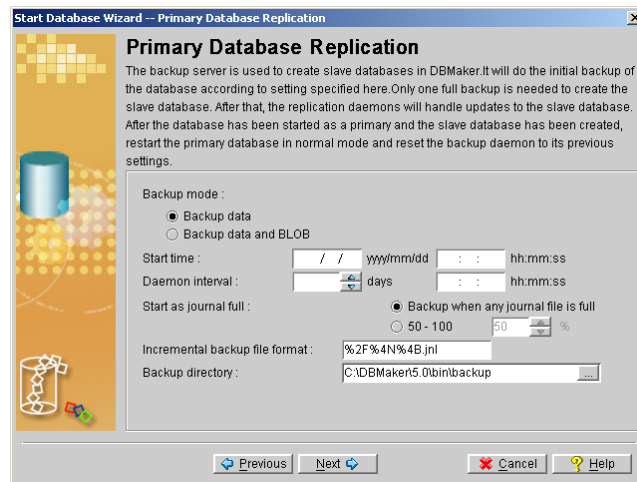 Start Database Wizard -- Primary Database Replication
Primary Database Replication
The backup server is used to create slave databases in DBMaker.It will do the initial backup of
the database according to setting specified here.Only one full backup is needed to create the
slave database. After that, the replication daemons will handle updates to the slave database.
After the database has been started as a primary and the slave database has been created,
restart the primary database in normal mode and reset the backup daemon to its previous
settings.
Backup mode :
Backup data
Backup data and BLOB
Start time : / / yyyy/mm/dd : : hh:mm:ss
Daemon interval : days : : hh:mm:ss
Start as journal full : Backup when any journal file is full
50 - 100 50 %
Incremental backup file format : %2F%4N%4B.jnl
Backup directory : C:\DBMaker\5.0\bin\backup ...
Previous Next Cancel Help